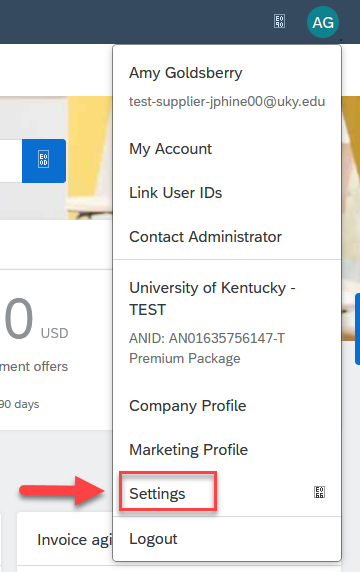 AG
Amy Goldsberry
test-supplier-jphine00@uky.edu
My Account
Link User IDs
Contact Administrator
University of Kentucky -
TEST
ANID: AN01635756147-T
Premium Package
Company Profile
Marketing Profile
Settings
Logout
0 USD
ment offers
90 days
Invoice agi